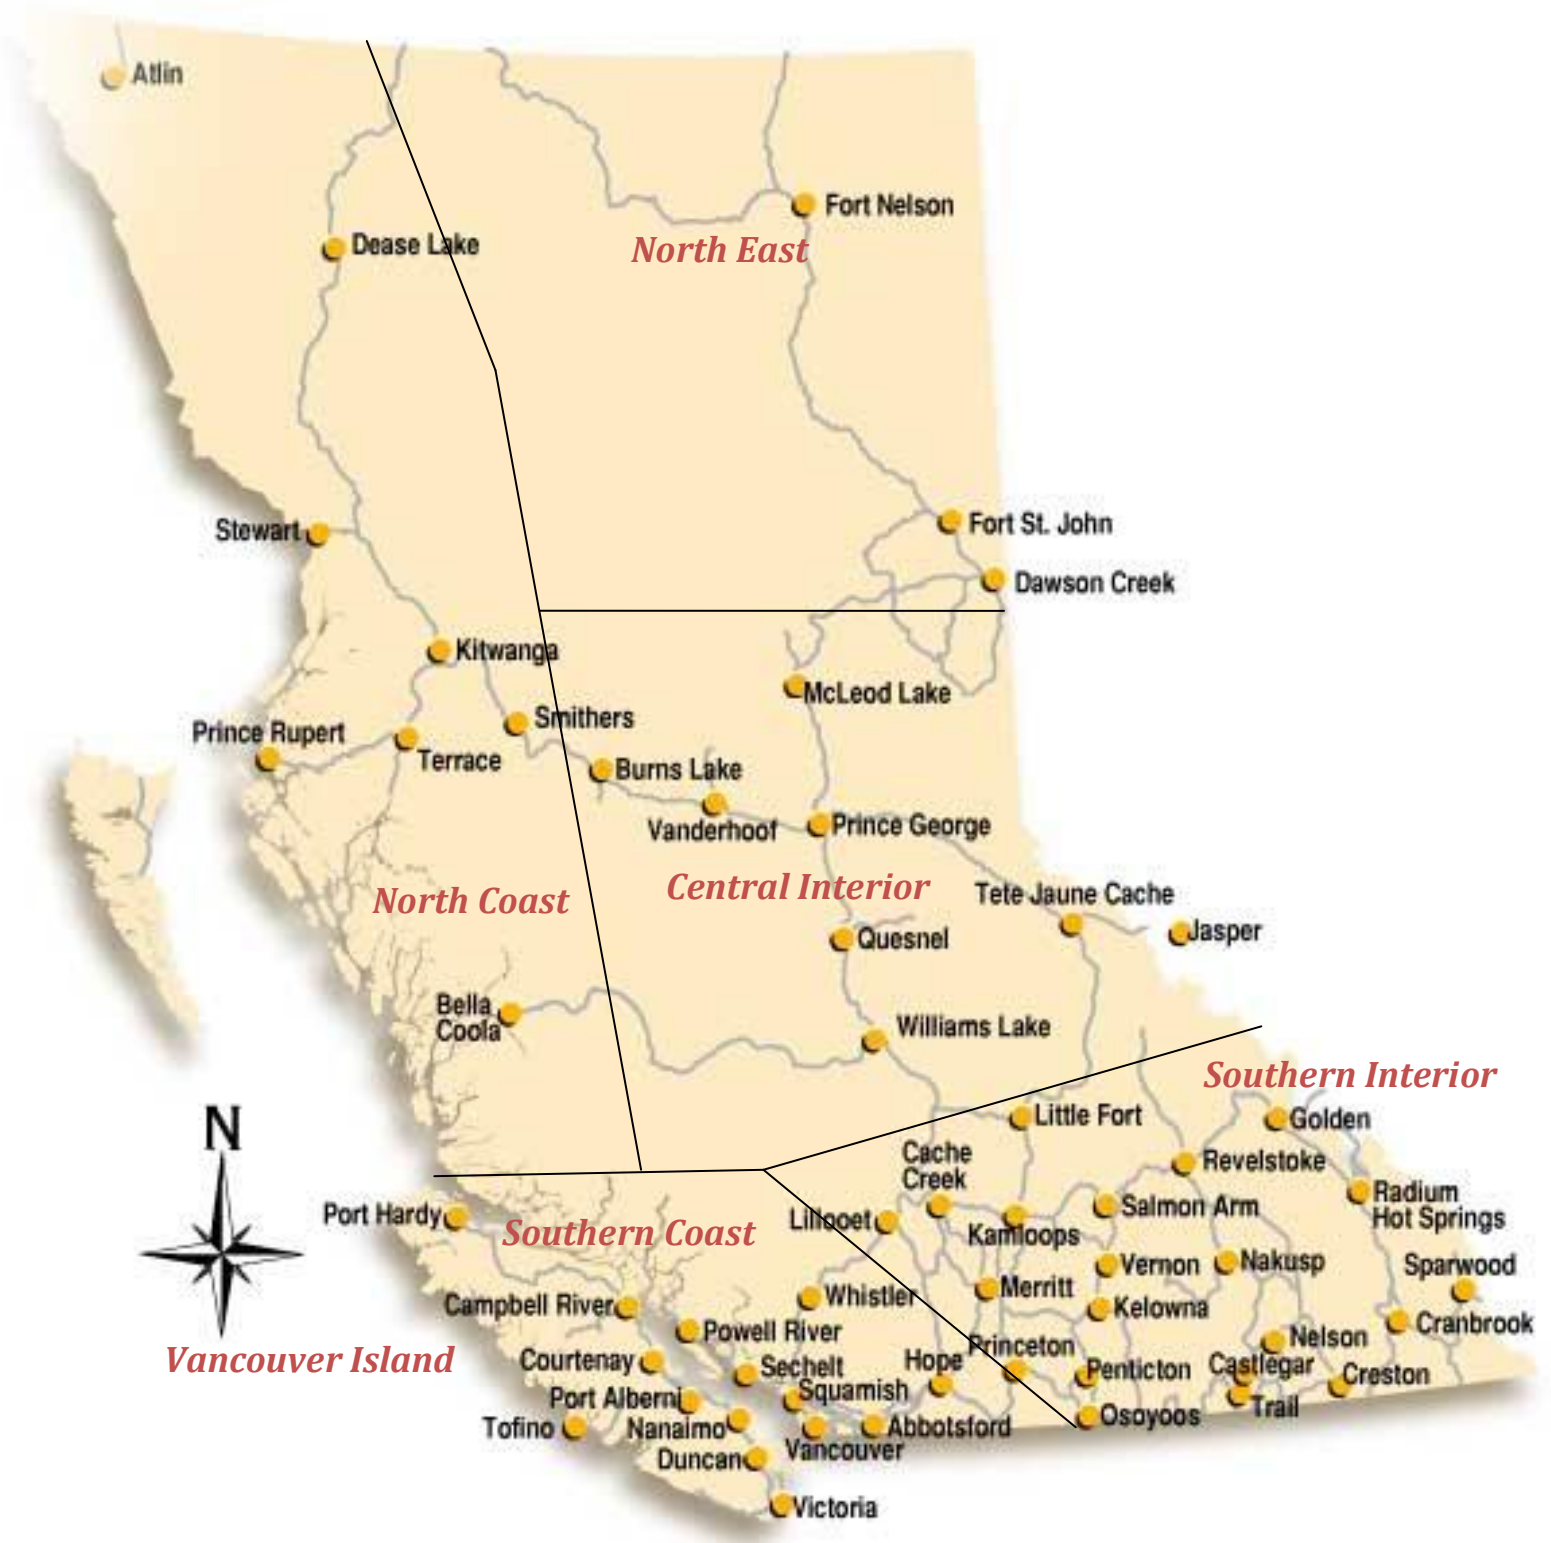 Atlin
Fort Nelson
Dease Lake
North East
Stewart
Fort St. John
Dawson Creek
Kitwanga
McLeod Lake
Smithers
Prince Rupert
Terrace
Burns Lake
Vanderhoof
Prince George
North Coast
Central Interior
Tete Jaune Cache
Jasper
Quesnel
Bella
Coola
Williams Lake
Southern Interior
N
Little Fort
Golden
Cache
Creek
Revelstoke
Radium
Hot Springs
Port Hardy
Southern Coast
Lillooet
Kamloops
Salmon Arm
Vernon
Nakusp
Sparwood
Campbell River
Whistler
Merritt
Kelowna
Cranbrook
Powell River
Princeton
Nelson
Vancouver Island
Courtenay
Sechelt
Hope
Penticton
Castlegar
Creston
Port Alberni
Squamish
Trail
Tofino
Nanaimo
Abbotsford
Osoyoos
Vancouver
Duncan
Victoria